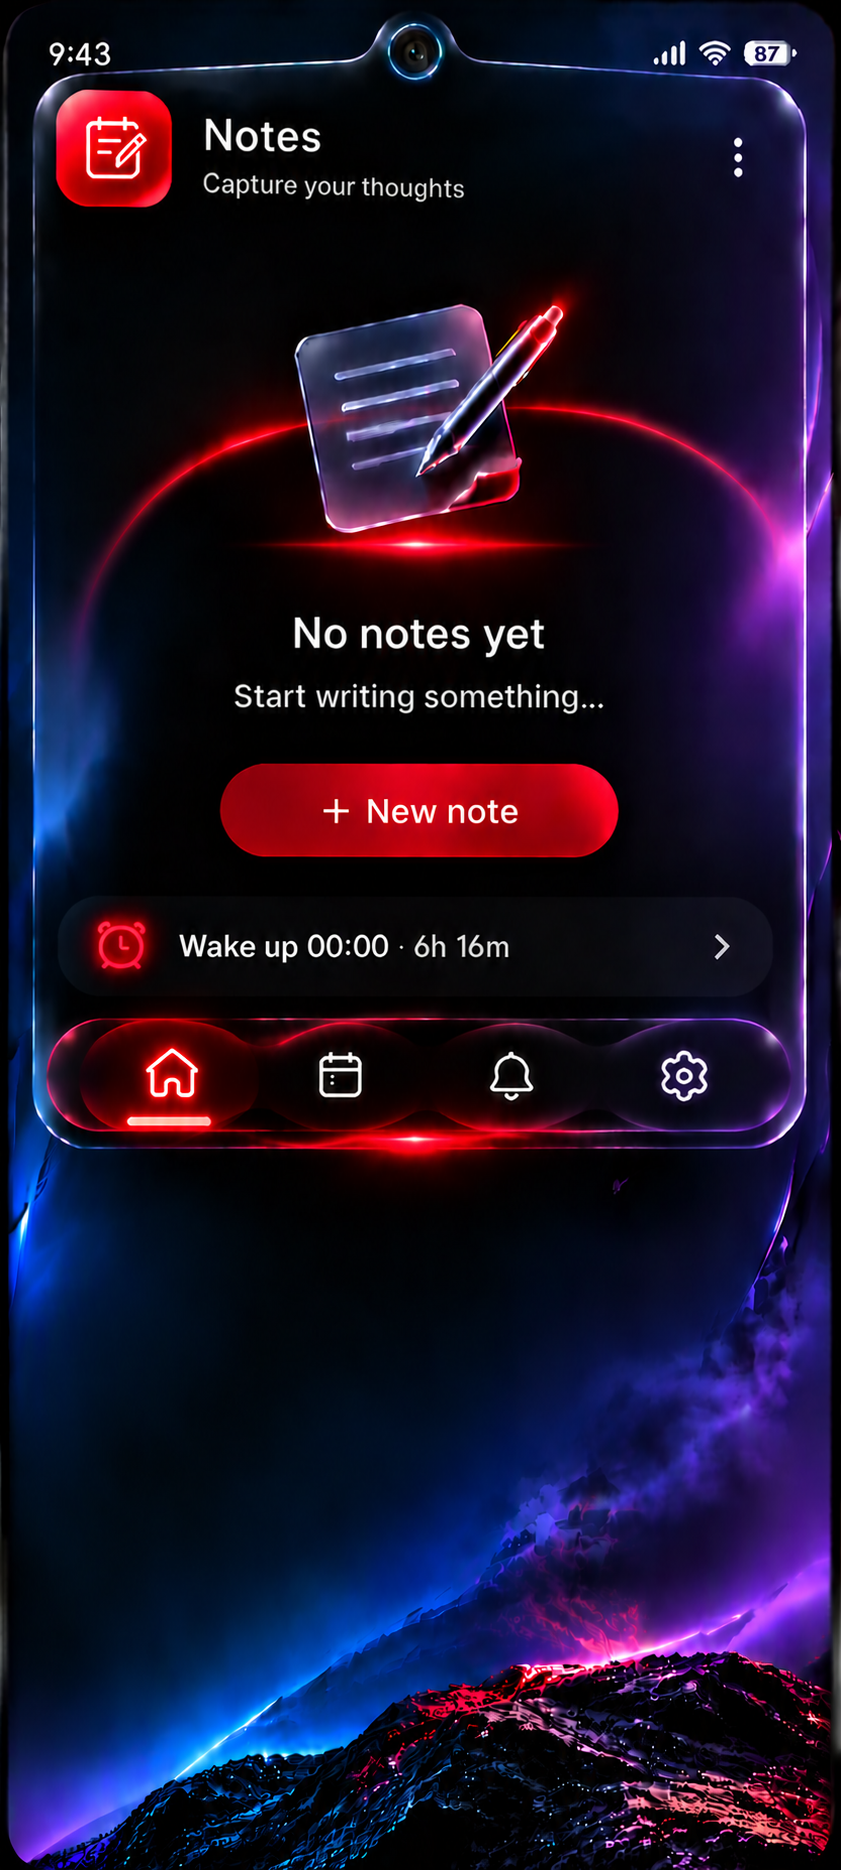 9:43
87
Notes
Capture your thoughts
No notes yet
Start writing something...
+ New note
Wake up 00:00 · 6h 16m